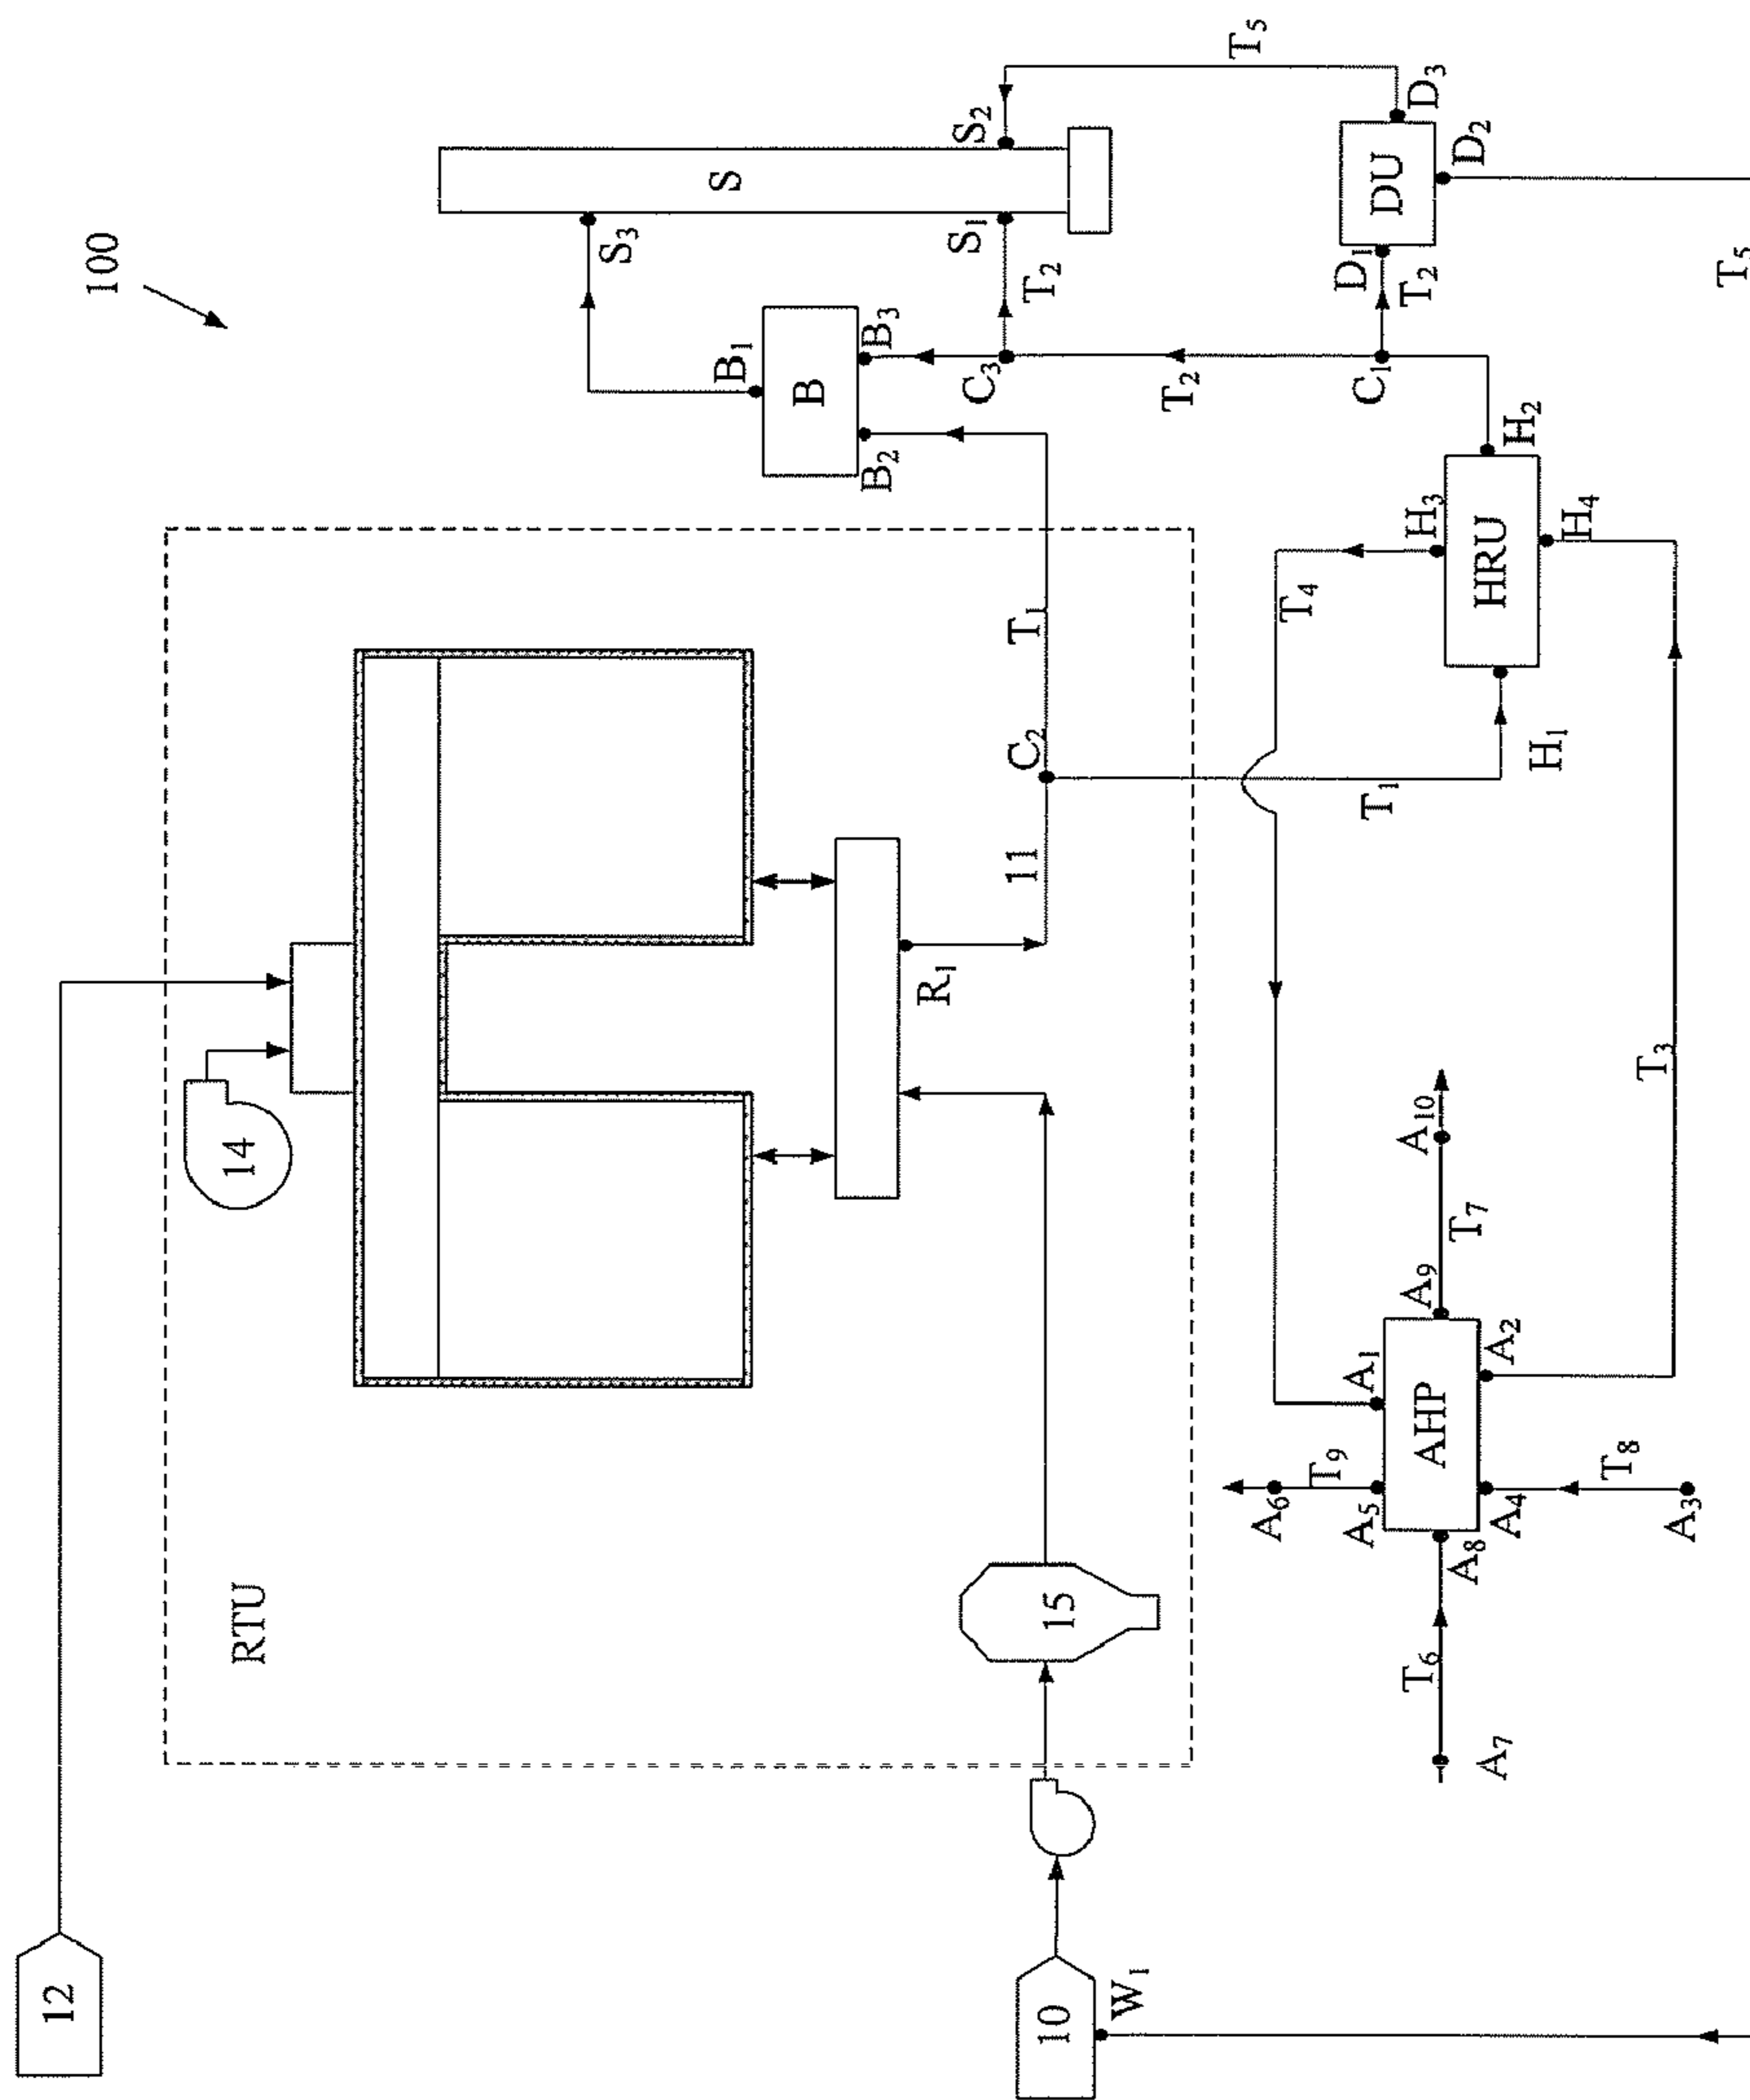 100
12
14
RTU
15
10
W₁
R₁
11
C₂
T₁
T₁
B₂
B
B₁
B₃
C₃
S₃
S
S₁
S₂
T₂
T₂
T₂
T₅
C₁
D₁
DU
D₂
D₃
T₅
H₁
HRU
H₂
H₃
H₄
T₄
T₃
A₁
A₂
AHP
A₃
A₄
A₅
A₆
A₇
A₈
A₉
A₁₀
T₆
T₇
T₈
T₉